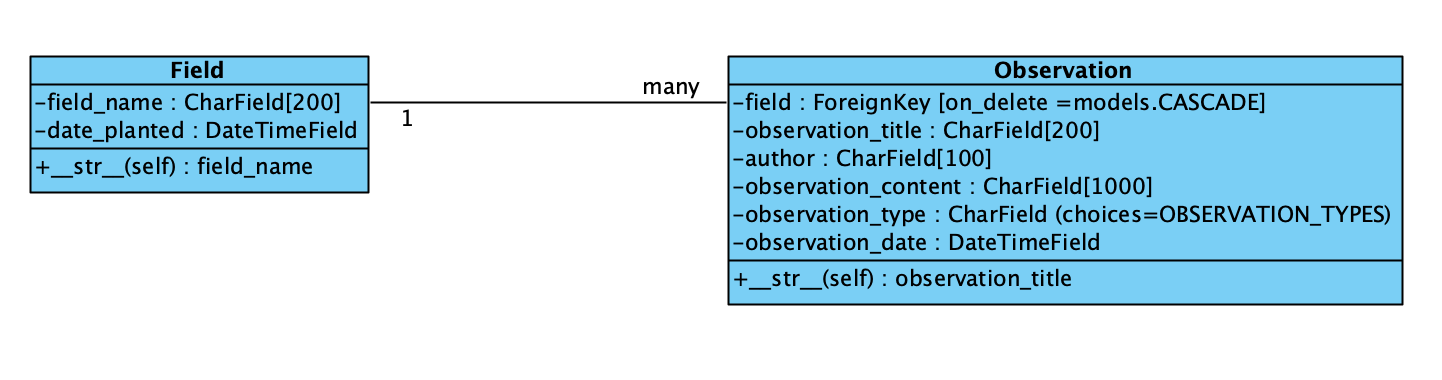 Field
-field_name : CharField[200]
-date_planted : DateTimeField
+__str__(self) : field_name
1
many
Observation
-field : ForeignKey [on_delete =models.CASCADE]
-observation_title : CharField[200]
-author : CharField[100]
-observation_content : CharField[1000]
-observation_type : CharField (choices=OBSERVATION_TYPES)
-observation_date : DateTimeField
+__str__(self) : observation_title